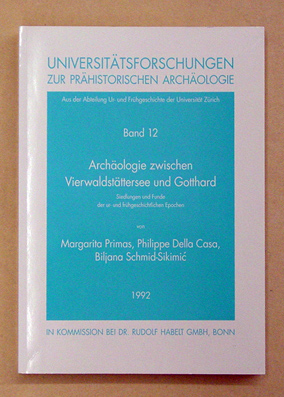 UNIVERSITÄTSFORSCHUNGEN
ZUR PRÄHISTORISCHEN ARCHÄOLOGIE
Aus der Abteilung Ur- und Frühgeschichte der Universität Zürich
Band 12
Archäologie zwischen
Vierwaldstättersee und Gotthard
Siedlungen und Funde
der ur- und frühgeschichtlichen Epochen
von
Margarita Primas, Philippe Della Casa,
Biljana Schmid-Sikimić
1992
IN KOMMISSION BEI DR. RUDOLF HABELT GMBH, BONN